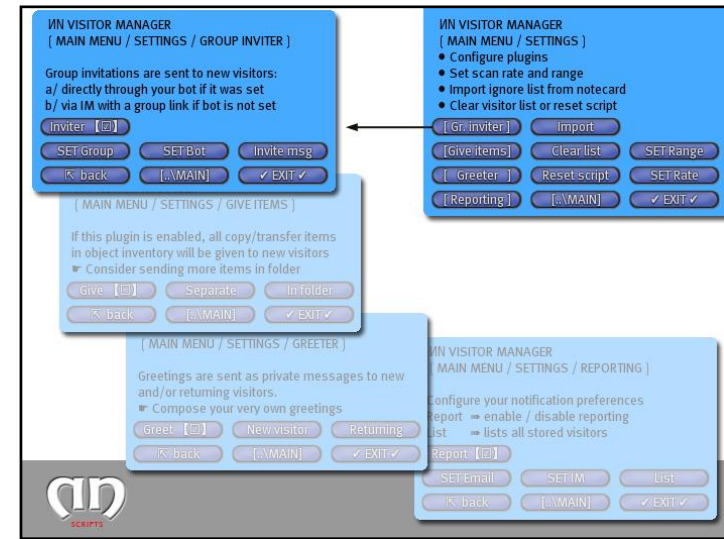 ИN VISITOR MANAGER
[ MAIN MENU / SETTINGS / GROUP INVITER ]
Group invitations are sent to new visitors:
a/ directly through your bot if it was set
b/ via IM with a group link if bot is not set
Inviter 【☑】
SET Group SET Bot Invite msg
⇱ back [..\MAIN] ✓ EXIT ✓
ИN VISITOR MANAGER
[ MAIN MENU / SETTINGS ]
● Configure plugins
● Set scan rate and range
● Import ignore list from notecard
● Clear visitor list or reset script
[ Gr. inviter ] Import
[Give items] Clear list SET Range
[ Greeter ] Reset script SET Rate
[ Reporting ] [..\MAIN] ✓ EXIT ✓
[ MAIN MENU / SETTINGS / GIVE ITEMS ]
If this plugin is enabled, all copy/transfer items
in object inventory will be given to new visitors
☛ Consider sending more items in folder
Give 【☑】 Separate In folder
⇱ back [..\MAIN] ✓ EXIT ✓
[ MAIN MENU / SETTINGS / GREETER ]
Greetings are sent as private messages to new
and/or returning visitors.
☛ Compose your very own greetings
Greet 【☑】 New visitor Returning
⇱ back [..\MAIN] ✓ EXIT ✓
ИN VISITOR MANAGER
[ MAIN MENU / SETTINGS / REPORTING ]
Configure your notification preferences
Report ⇒ enable / disable reporting
List ⇒ lists all stored visitors
Report 【☑】
SET Email SET IM List
⇱ back [..\MAIN] ✓ EXIT ✓
SCRIPTS